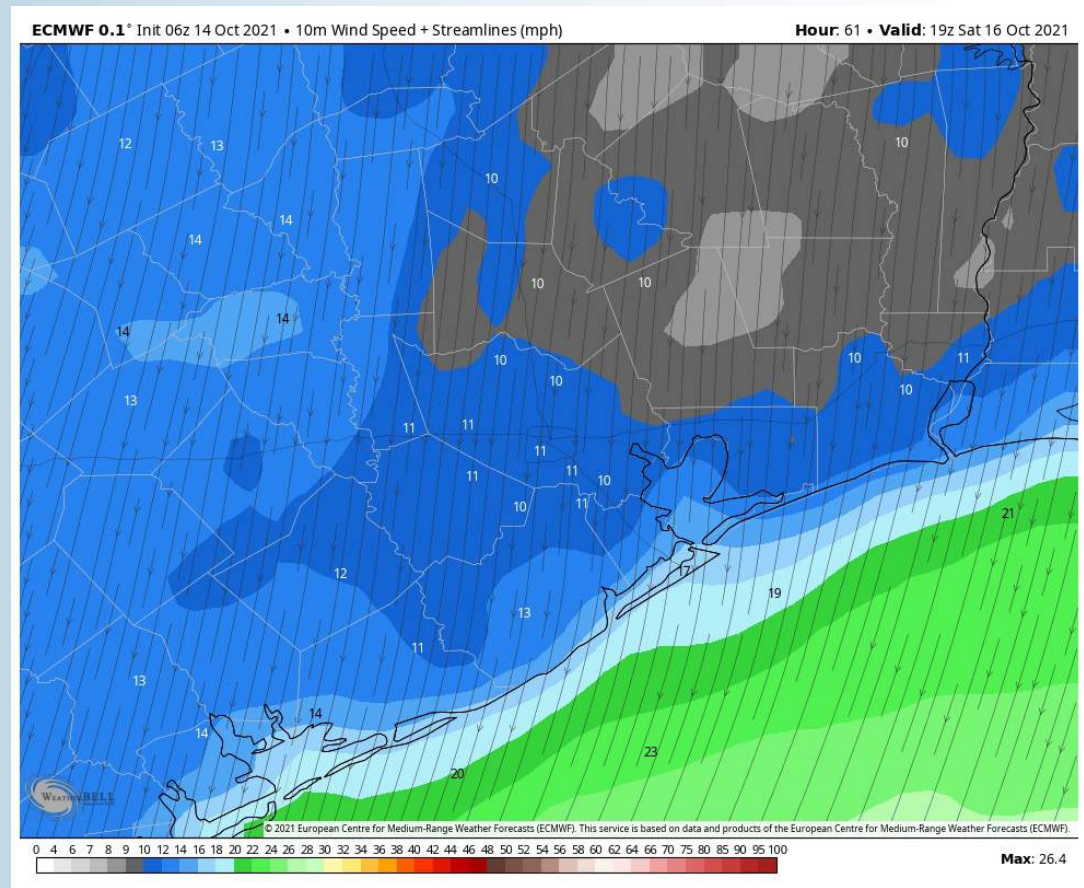 ECMWF 0.1° Init 06z 14 Oct 2021 • 10m Wind Speed + Streamlines (mph) Hour: 61 • Valid: 19z Sat 16 Oct 2021
12 13 10
10
14
14
10 10
14 14
10 10 11
10 10
13
11 11
11
11 11 10
10 11 21
12 17
19
13
11
13
14
14
23
20
WEATHERBELL
© 2021 European Centre for Medium-Range Weather Forecasts (ECMWF). This service is based on data and products of the European Centre for Medium-Range Weather Forecasts (ECMWF).
0 4 6 7 8 9 10 12 14 16 18 20 22 24 26 28 30 32 34 36 38 40 42 44 46 48 50 52 54 56 58 60 62 64 66 70 75 80 85 90 95 100
Max: 26.4